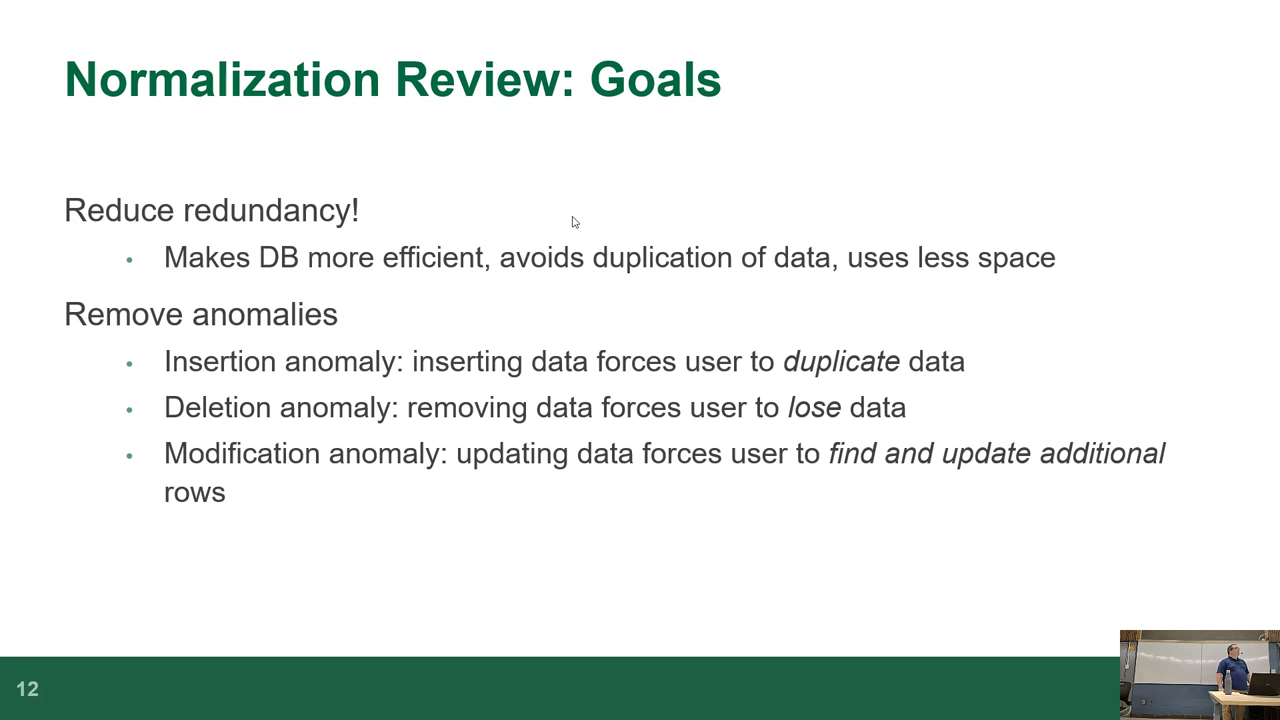 Normalization Review: Goals
Reduce redundancy!
• Makes DB more efficient, avoids duplication of data, uses less space
Remove anomalies
• Insertion anomaly: inserting data forces user to duplicate data
• Deletion anomaly: removing data forces user to lose data
• Modification anomaly: updating data forces user to find and update additional
rows
12